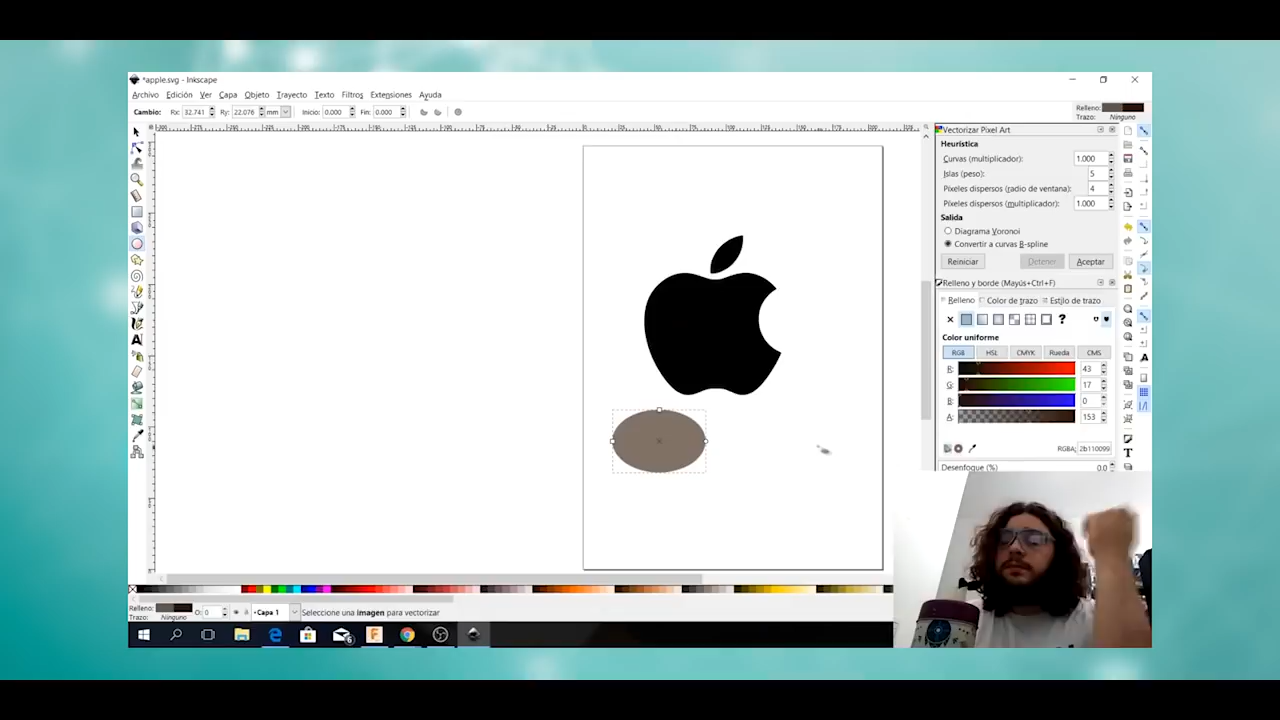 *apple.svg - Inkscape
Archivo Edición Ver Capa Objeto Trayecto Texto Filtros Extensiones Ayuda
Cambio: Rx: 32.741 Ry: 22.076 mm Inicio: 0.000 Fin: 0.000
Relleno:
Trazo: Ninguno
Vectorizar Pixel Art
Heurística
Curvas (multiplicador): 1.000
Islas (peso): 5
Píxeles dispersos (radio de ventana): 4
Píxeles dispersos (multiplicador): 1.000
Salida
Diagrama Voronoi
Convertir a curvas B-spline
Reiniciar Detener Aceptar
Relleno y borde (Mayús+Ctrl+F)
Relleno Color de trazo Estilo de trazo
Color uniforme
RGB HSL CMYK Rueda CMS
R: 43
G: 17
B: 0
A: 153
RGBA: 2b110099
Desenfoque (%) 0.0
Relleno:
Trazo: Ninguno
O: 0
Capa 1
Seleccione una imagen para vectorizar